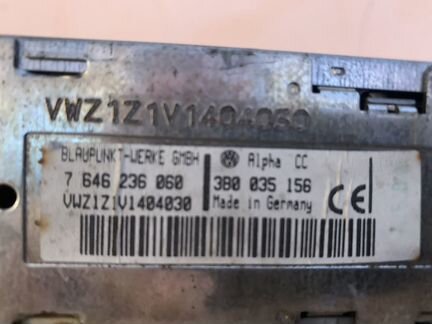 VWZ1Z1V1404030
BLAUPUNKT-WERKE GMBH
Alpha CC
7 646 236 060
3B0 035 156
VWZ1Z1V1404030
Made in Germany
CE